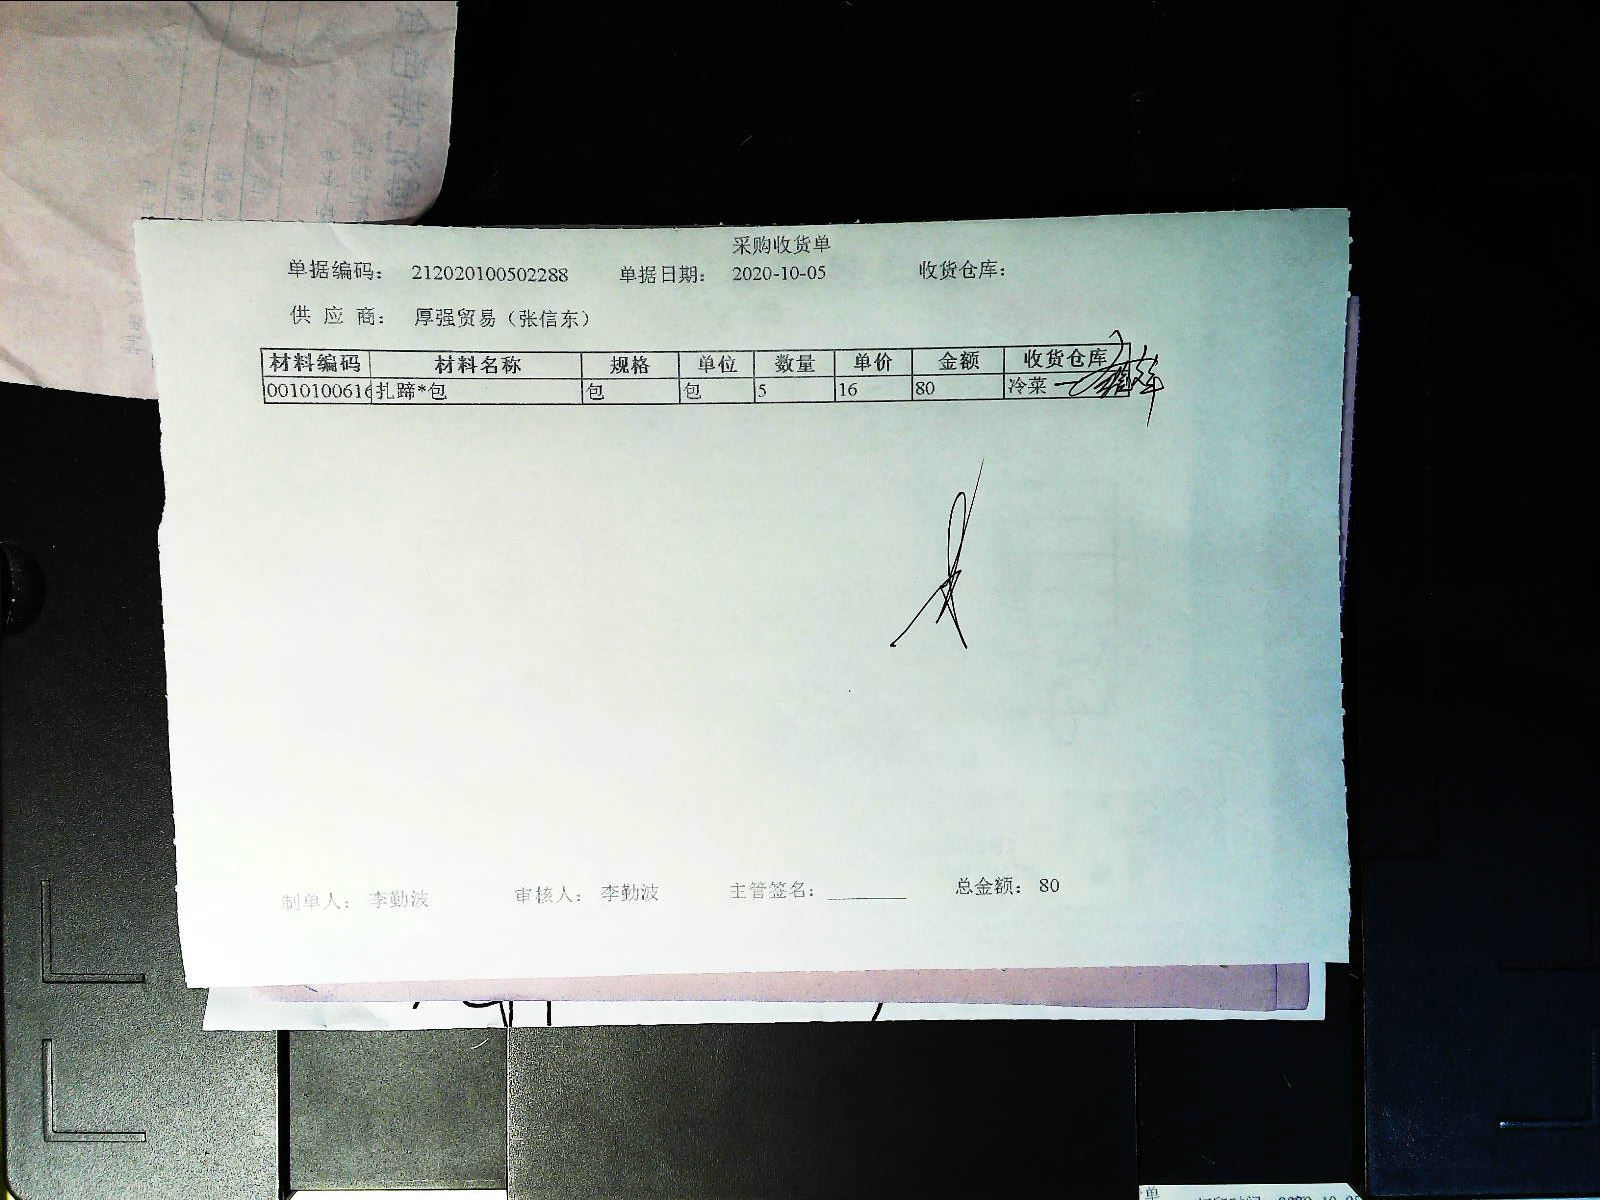 采购收货单
单据编码： 212020100502288 单据日期： 2020-10-05 收货仓库：
供 应 商： 厚强贸易（张信东）
材料编码 材料名称 规格 单位 数量 单价 金额 收货仓库
0010100616 扎蹄*包 包 包 5 16 80 冷菜
制单人： 李勤波 审核人： 李勤波 主管签名： 总金额： 80